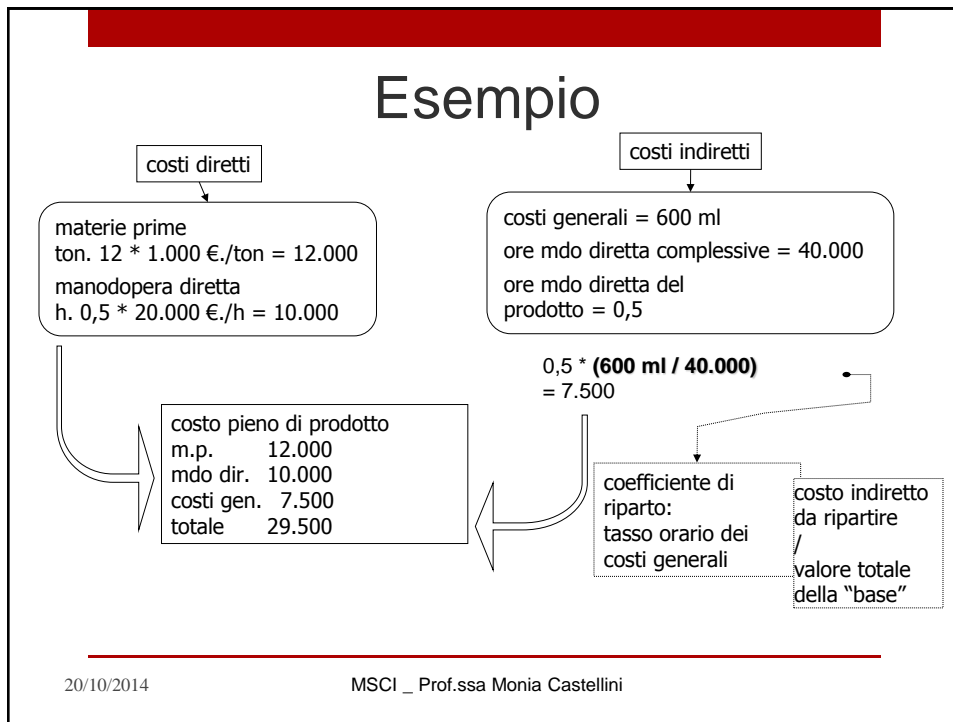 Esempio
costi diretti
materie prime
ton. 12 * 1.000 €./ton = 12.000
manodopera diretta
h. 0,5 * 20.000 €./h = 10.000
costi indiretti
costi generali = 600 ml
ore mdo diretta complessive = 40.000
ore mdo diretta del
prodotto = 0,5
0,5 * (600 ml / 40.000)
= 7.500
costo pieno di prodotto
m.p. 12.000
mdo dir. 10.000
costi gen. 7.500
totale 29.500
coefficiente di
riparto:
tasso orario dei
costi generali
costo indiretto
da ripartire
/
valore totale
della “base”
20/10/2014
MSCI _ Prof.ssa Monia Castellini